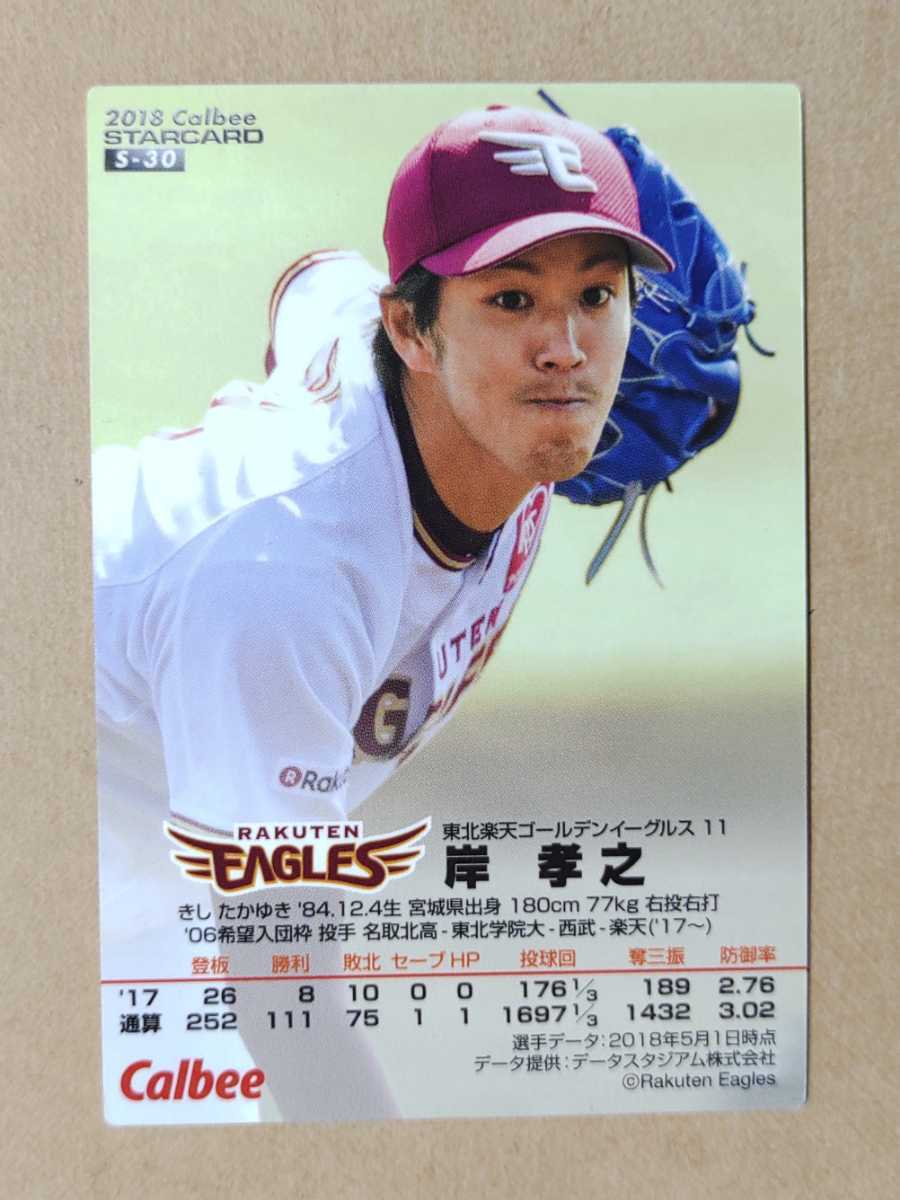 2018 Calbee
STARCARD
S-30
UTEN
G
Ⓡ Rak
RAKUTEN
EAGLES
東北楽天ゴールデンイーグルス 11
岸 孝之
きし たかゆき '84.12.4生 宮城県出身 180cm 77kg 右投右打
'06希望入団枠 投手 名取北高-東北学院大-西武-楽天('17〜)
登板 勝利 敗北 セーブ HP 投球回 奪三振 防御率
'17 26 8 10 0 0 176 1/3 189 2.76
通算 252 111 75 1 1 1697 1/3 1432 3.02
選手データ:2018年5月1日時点
データ提供:データスタジアム株式会社
Calbee
©Rakuten Eagles